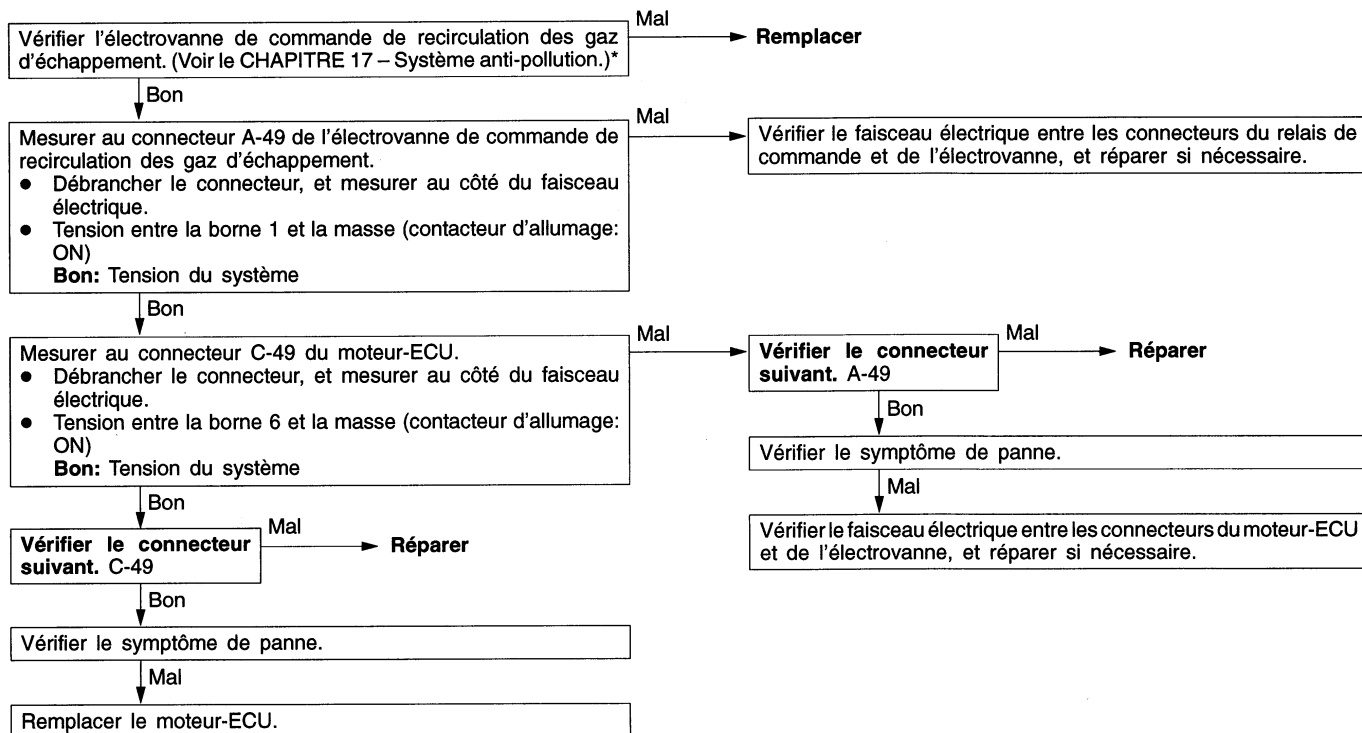 Vérifier l'électrovanne de commande de recirculation des gaz
d'échappement. (Voir le CHAPITRE 17 – Système anti-pollution.)*
Mal
Remplacer
Bon
Mesurer au connecteur A-49 de l'électrovanne de commande de
recirculation des gaz d'échappement.
● Débrancher le connecteur, et mesurer au côté du faisceau
électrique.
● Tension entre la borne 1 et la masse (contacteur d'allumage:
ON)
Bon: Tension du système
Mal
Vérifier le faisceau électrique entre les connecteurs du relais de
commande et de l'électrovanne, et réparer si nécessaire.
Bon
Mesurer au connecteur C-49 du moteur-ECU.
● Débrancher le connecteur, et mesurer au côté du faisceau
électrique.
● Tension entre la borne 6 et la masse (contacteur d'allumage:
ON)
Bon: Tension du système
Mal
Vérifier le connecteur
suivant. A-49
Mal
Réparer
Bon
Vérifier le symptôme de panne.
Mal
Vérifier le faisceau électrique entre les connecteurs du moteur-ECU
et de l'électrovanne, et réparer si nécessaire.
Bon
Vérifier le connecteur
suivant. C-49
Mal
Réparer
Bon
Vérifier le symptôme de panne.
Mal
Remplacer le moteur-ECU.